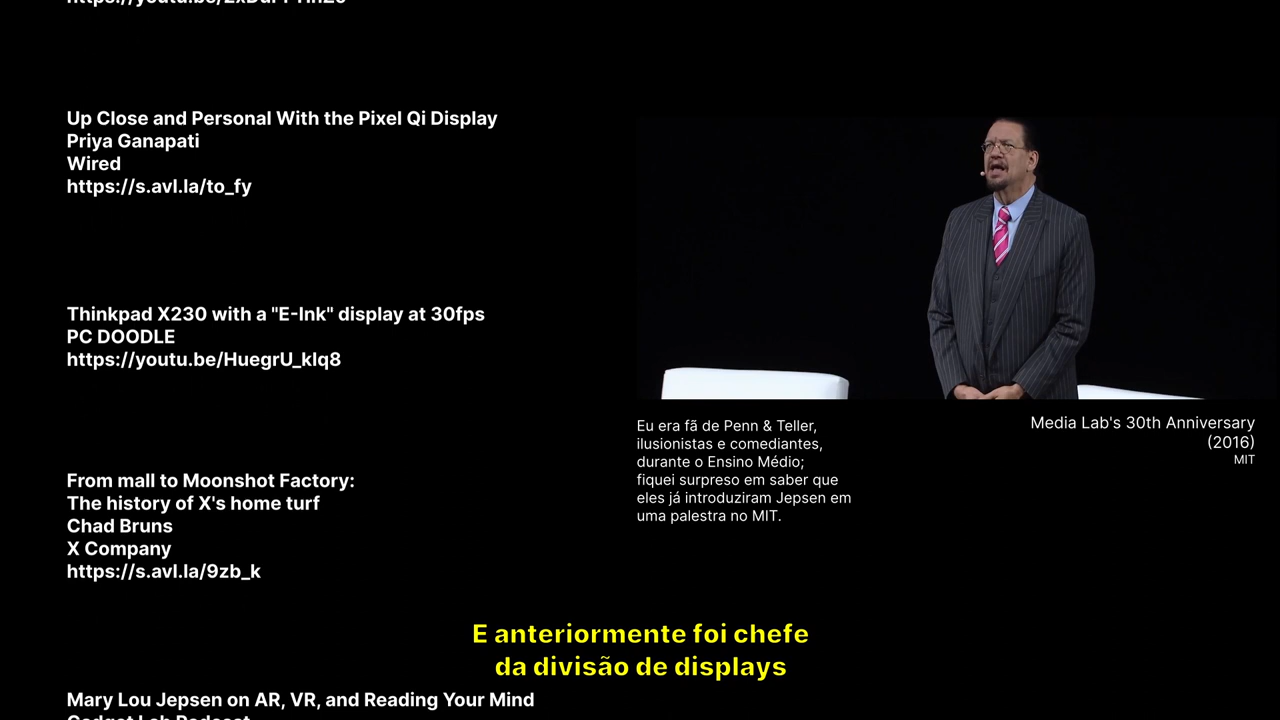 Up Close and Personal With the Pixel Qi Display
Priya Ganapati
Wired
https://s.avl.la/to_fy
Thinkpad X230 with a "E-Ink" display at 30fps
PC DOODLE
https://youtu.be/HuegrU_kIq8
From mall to Moonshot Factory:
The history of X's home turf
Chad Bruns
X Company
https://s.avl.la/9zb_k
Mary Lou Jepsen on AR, VR, and Reading Your Mind
Eu era fã de Penn & Teller,
ilusionistas e comediantes,
durante o Ensino Médio;
fiquei surpreso em saber que
eles já introduziram Jepsen em
uma palestra no MIT.
Media Lab's 30th Anniversary
(2016)
MIT
E anteriormente foi chefe
da divisão de displays